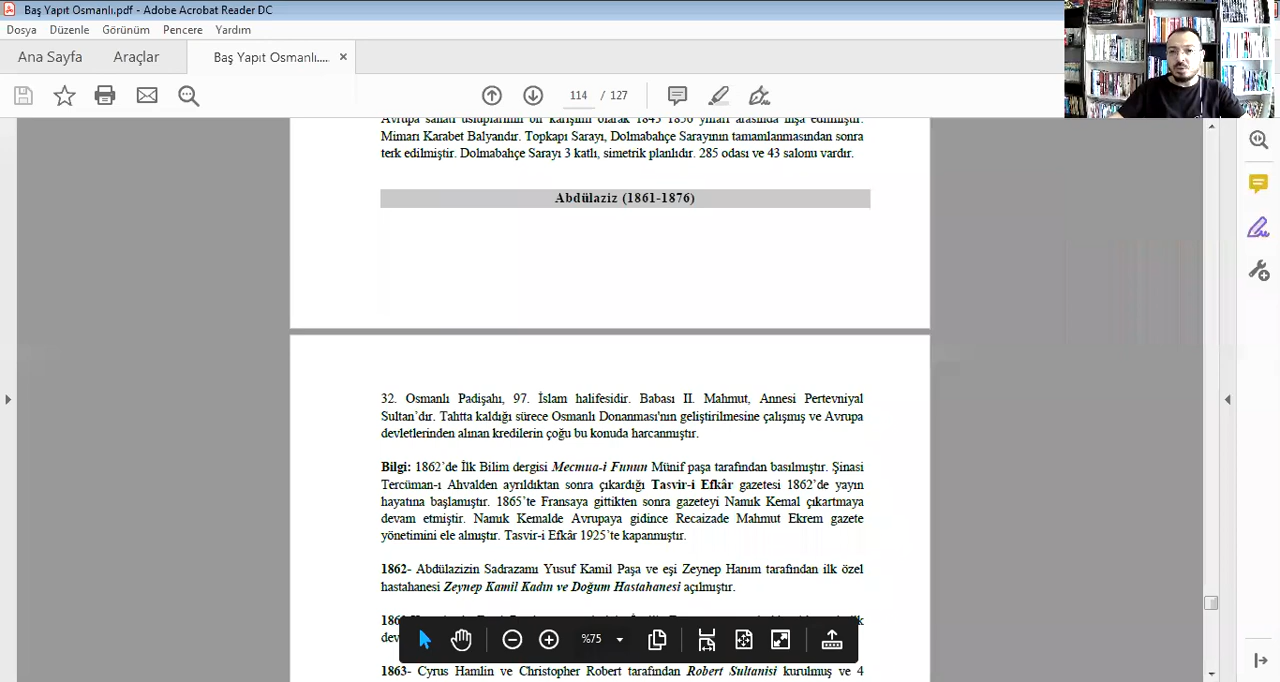 Baş Yapıt Osmanlı.pdf - Adobe Acrobat Reader DC
Dosya Düzenle Görünüm Pencere Yardım
Ana Sayfa Araçlar Baş Yapıt Osmanlı....
114 / 127
Avrupa sanatı üsluplarının bir karışımı olarak 1843 1856 yılları arasında inşa edilmiştir.
Mimarı Karabet Balyandır. Topkapı Sarayı, Dolmabahçe Sarayının tamamlanmasından sonra
terk edilmiştir. Dolmabahçe Sarayı 3 katlı, simetrik planlıdır. 285 odası ve 43 salonu vardır.
Abdülaziz (1861-1876)
32. Osmanlı Padişahı, 97. İslam halifesidir. Babası II. Mahmut, Annesi Pertevniyal
Sultan’dır. Tahtta kaldığı sürece Osmanlı Donanması'nın geliştirilmesine çalışmış ve Avrupa
devletlerinden alınan kredilerin çoğu bu konuda harcanmıştır.
Bilgi: 1862’de İlk Bilim dergisi Mecmua-i Funun Münif paşa tarafından basılmıştır. Şinasi
Tercüman-ı Ahvalden ayrıldıktan sonra çıkardığı Tasvir-i Efkâr gazetesi 1862’de yayın
hayatına başlamıştır. 1865’te Fransaya gittikten sonra gazeteyi Namık Kemal çıkartmaya
devam etmiştir. Namık Kemalde Avrupaya gidince Recaizade Mahmut Ekrem gazete
yönetimini ele almıştır. Tasvir-i Efkâr 1925’te kapanmıştır.
1862- Abdülazizin Sadrazamı Yusuf Kamil Paşa ve eşi Zeynep Hanım tarafından ilk özel
hastahanesi Zeynep Kamil Kadın ve Doğum Hastahanesi açılmıştır.
%75
1863- Cyrus Hamlin ve Christopher Robert tarafından Robert Sultanisi kurulmuş ve 4